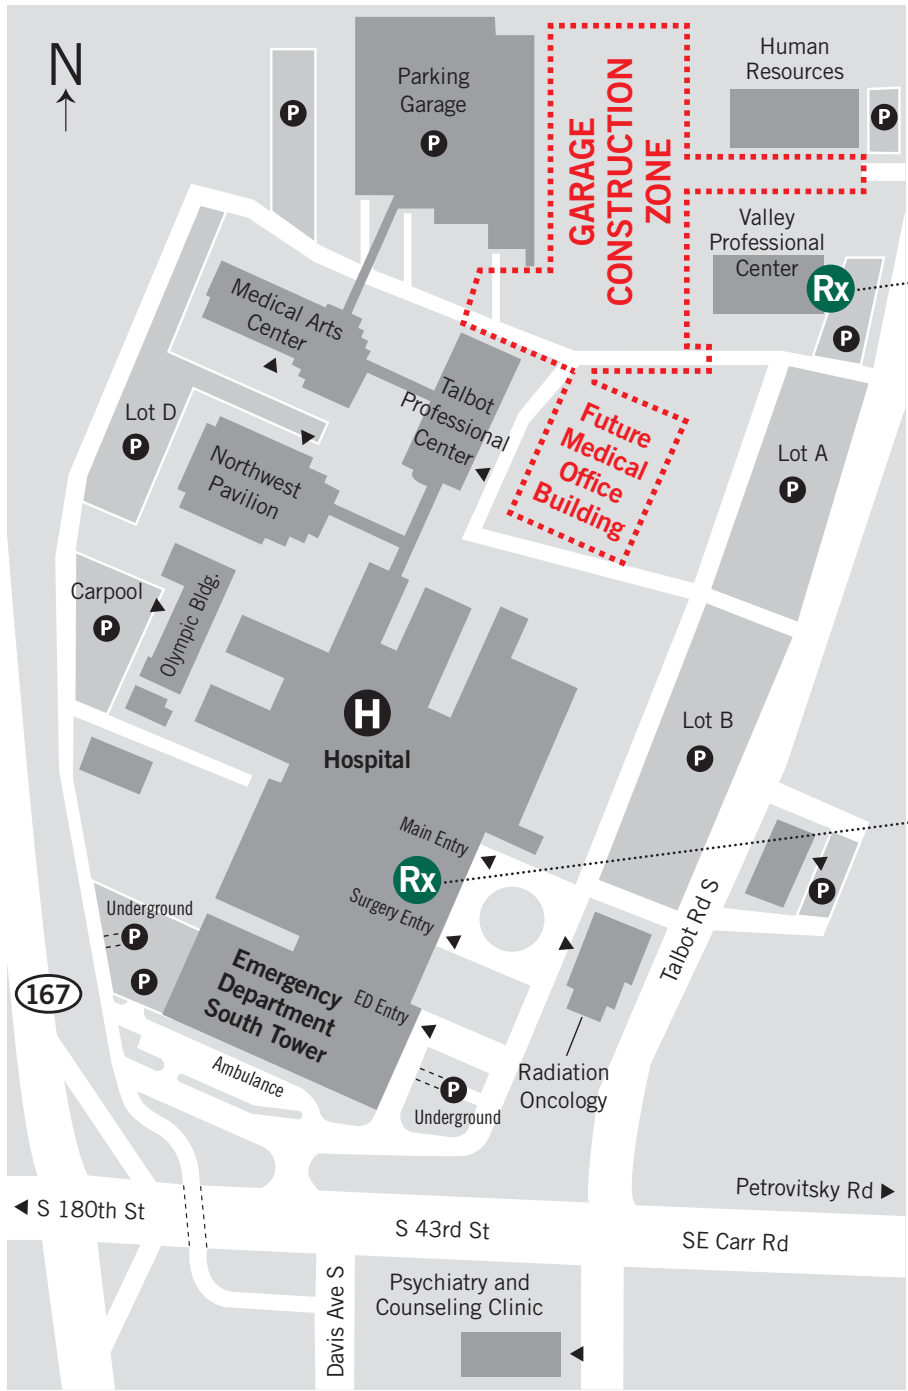 N
P
Parking
Garage
P
GARAGE
CONSTRUCTION
ZONE
Human
Resources
P
Valley
Professional
Center
Rx
P
Medical Arts
Center
Talbot
Professional
Center
Future
Medical
Office
Building
Lot D
P
Lot A
P
Northwest
Pavilion
Carpool
P
Olympic Bldg.
H
Hospital
Lot B
P
Main Entry
Rx
Surgery Entry
P
Talbot Rd S
Underground
P
P
167
Emergency
Department
South Tower
ED Entry
Ambulance
P
Underground
Radiation
Oncology
Petrovitsky Rd
S 180th St
S 43rd St
SE Carr Rd
Davis Ave S
Psychiatry and
Counseling Clinic